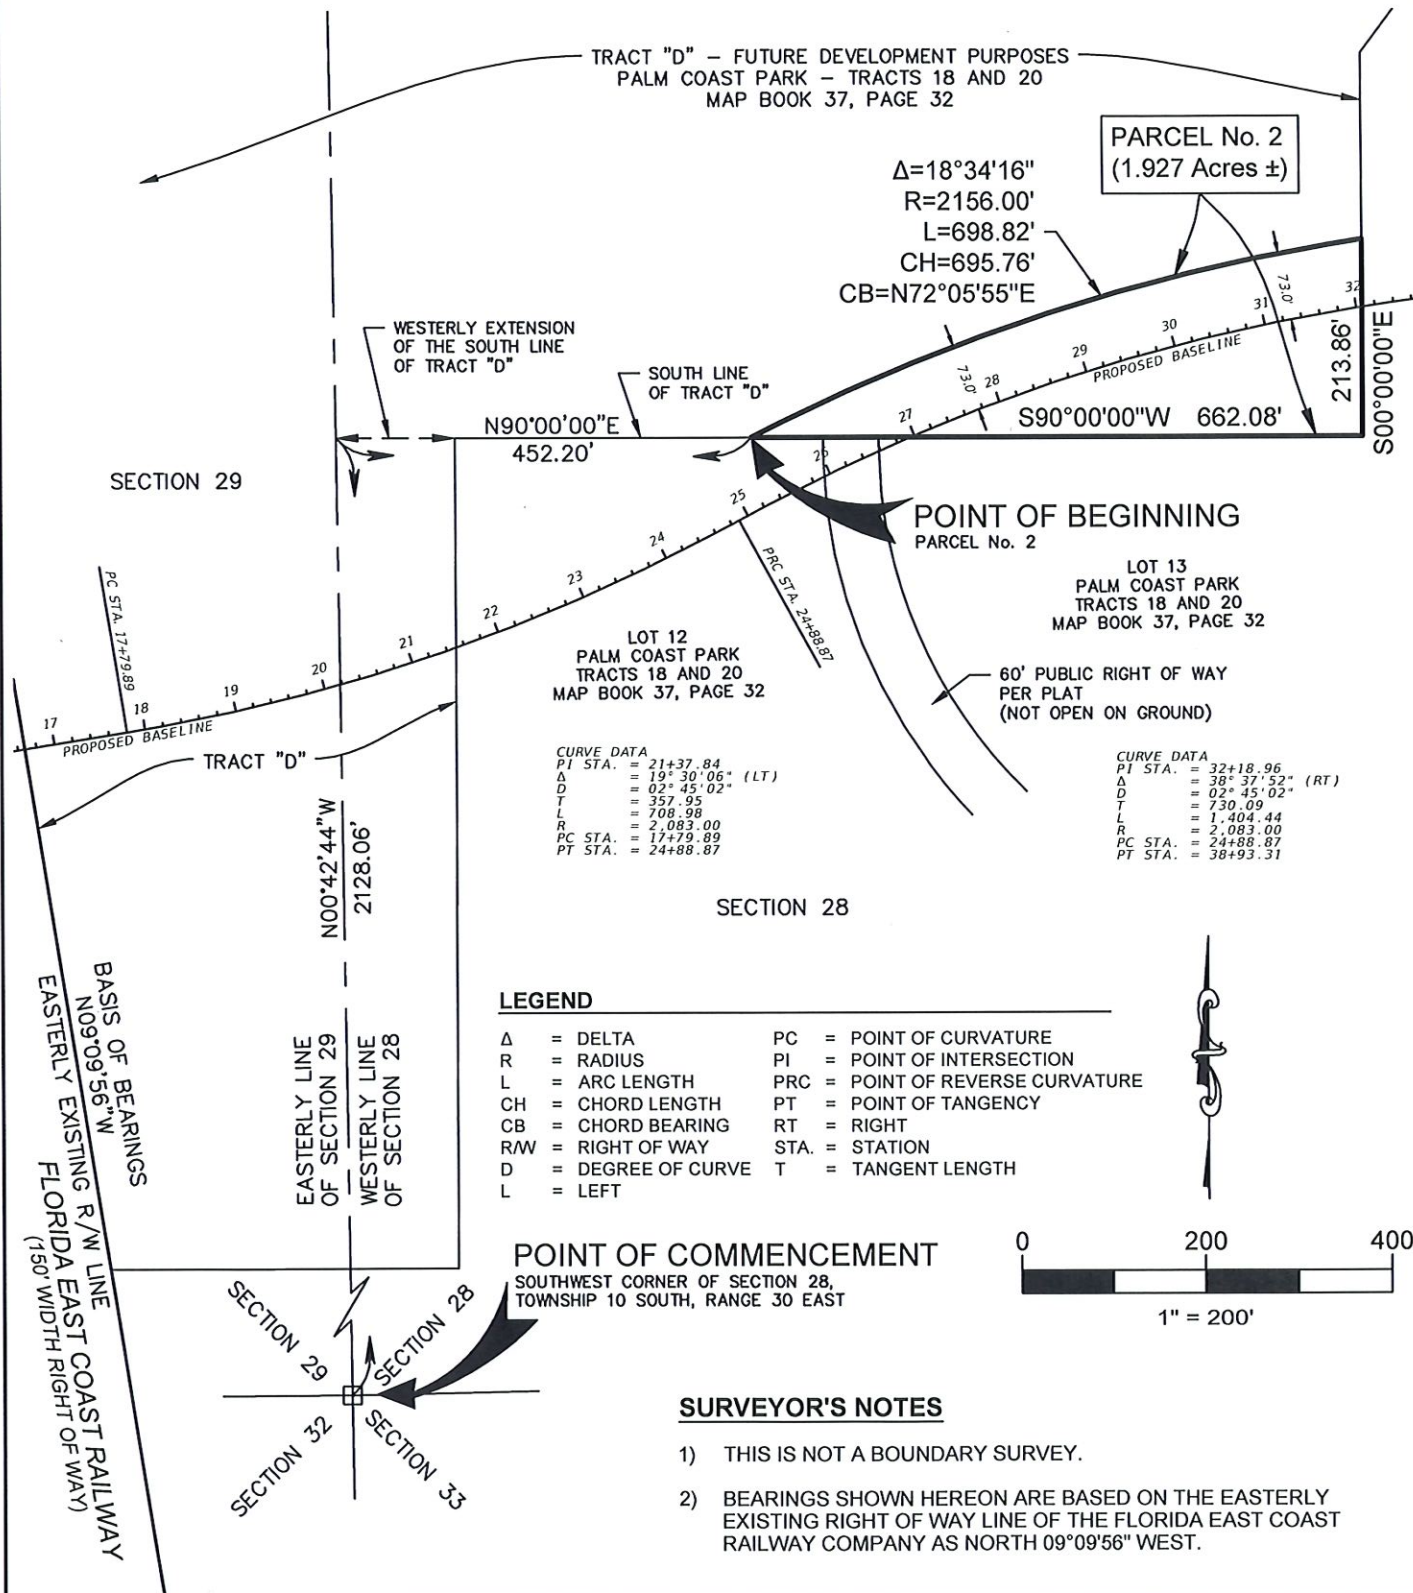 TRACT "D" – FUTURE DEVELOPMENT PURPOSES
PALM COAST PARK – TRACTS 18 AND 20
MAP BOOK 37, PAGE 32
PARCEL No. 2
(1.927 Acres ±)
Δ=18°34'16"
R=2156.00'
L=698.82'
CH=695.76'
CB=N72°05'55"E
WESTERLY EXTENSION
OF THE SOUTH LINE
OF TRACT "D"
SOUTH LINE
OF TRACT "D"
N90°00'00"E
452.20'
73.0'
73.0'
PROPOSED BASELINE
S90°00'00"W 662.08'
213.86'
S00°00'00"E
SECTION 29
POINT OF BEGINNING
PARCEL No. 2
17
18
19
20
21
22
23
24
25
26
27
28
29
30
31
32
PC STA. 17+79.89
PRC STA. 24+88.87
PROPOSED BASELINE
LOT 12
PALM COAST PARK
TRACTS 18 AND 20
MAP BOOK 37, PAGE 32
LOT 13
PALM COAST PARK
TRACTS 18 AND 20
MAP BOOK 37, PAGE 32
60' PUBLIC RIGHT OF WAY
PER PLAT
(NOT OPEN ON GROUND)
TRACT "D"
CURVE DATA
PI STA. = 21+37.84
Δ = 19° 30' 06" (LT)
D = 02° 45' 02"
T = 357.95
L = 708.98
R = 2,083.00
PC STA. = 17+79.89
PT STA. = 24+88.87
CURVE DATA
PI STA. = 32+18.96
Δ = 38° 37' 52" (RT)
D = 02° 45' 02"
T = 730.09
L = 1,404.44
R = 2,083.00
PC STA. = 24+88.87
PT STA. = 38+93.31
N00°42'44"W
2128.06'
SECTION 28
BASIS OF BEARINGS
N09°09'56"W
EASTERLY EXISTING R/W LINE
FLORIDA EAST COAST RAILWAY
(150' WIDTH RIGHT OF WAY)
EASTERLY LINE
OF SECTION 29
WESTERLY LINE
OF SECTION 28
LEGEND
Δ = DELTA PC = POINT OF CURVATURE
R = RADIUS PI = POINT OF INTERSECTION
L = ARC LENGTH PRC = POINT OF REVERSE CURVATURE
CH = CHORD LENGTH PT = POINT OF TANGENCY
CB = CHORD BEARING RT = RIGHT
R/W = RIGHT OF WAY STA. = STATION
D = DEGREE OF CURVE T = TANGENT LENGTH
L = LEFT
POINT OF COMMENCEMENT
SOUTHWEST CORNER OF SECTION 28,
TOWNSHIP 10 SOUTH, RANGE 30 EAST
0 200 400
1" = 200'
SECTION 29
SECTION 28
SECTION 32
SECTION 33
SURVEYOR'S NOTES
1) THIS IS NOT A BOUNDARY SURVEY.
2) BEARINGS SHOWN HEREON ARE BASED ON THE EASTERLY
EXISTING RIGHT OF WAY LINE OF THE FLORIDA EAST COAST
RAILWAY COMPANY AS NORTH 09°09'56" WEST.